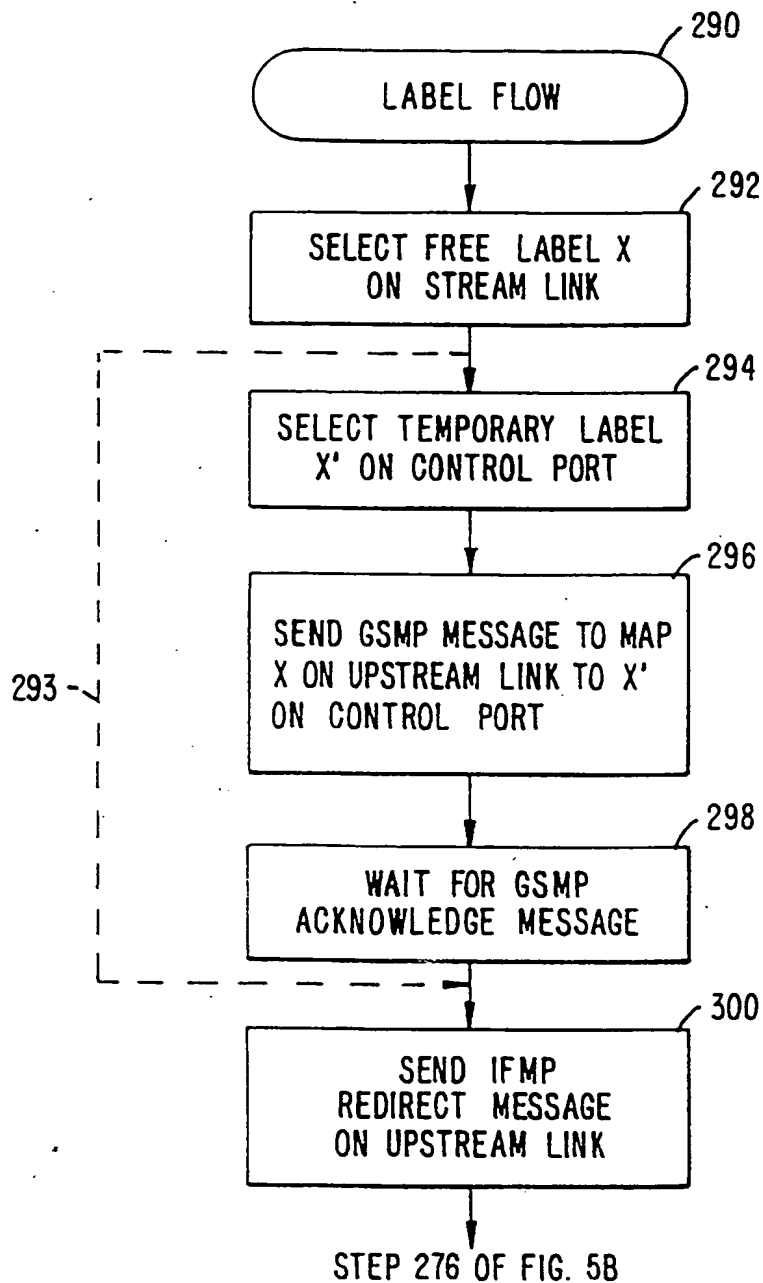 290
LABEL FLOW
292
SELECT FREE LABEL X
ON STREAM LINK
294
SELECT TEMPORARY LABEL
X' ON CONTROL PORT
296
SEND GSMP MESSAGE TO MAP
X ON UPSTREAM LINK TO X'
ON CONTROL PORT
293
298
WAIT FOR GSMP
ACKNOWLEDGE MESSAGE
300
SEND IFMP
REDIRECT MESSAGE
ON UPSTREAM LINK
STEP 276 OF FIG. 5B